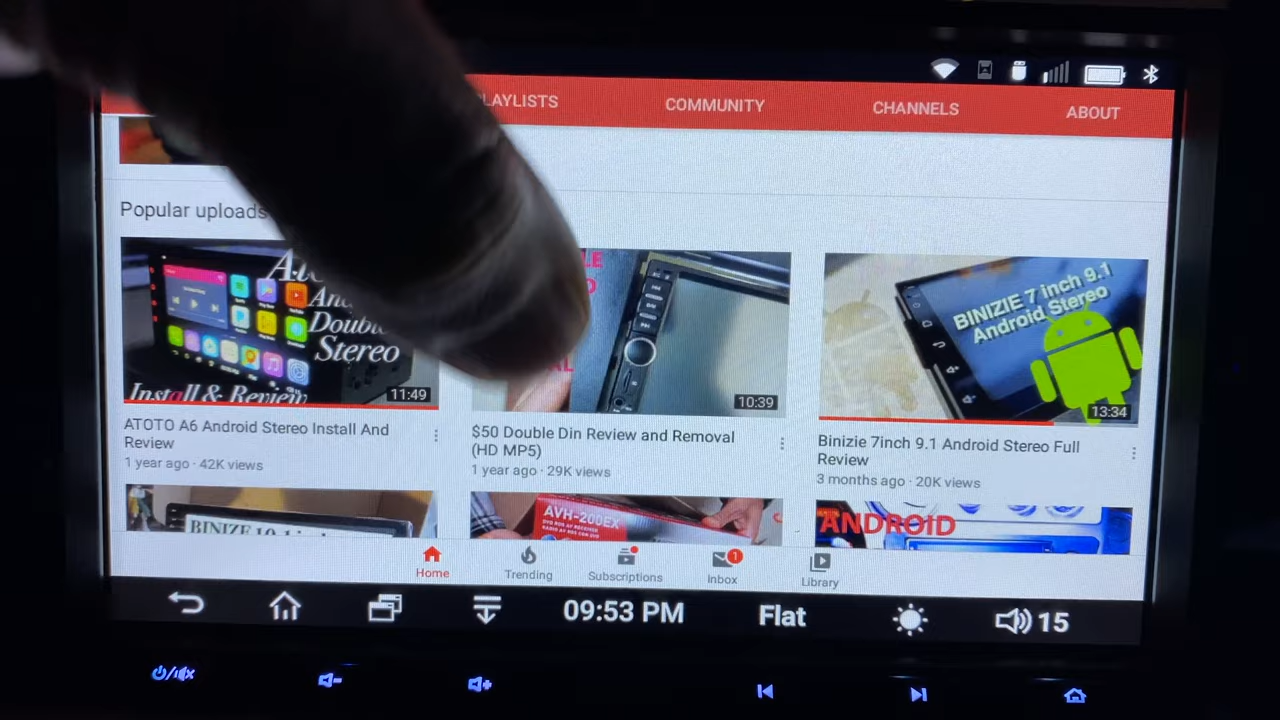 PLAYLISTS COMMUNITY CHANNELS ABOUT
Popular uploads
And
Double
Stereo
Install & Review
11:49
10:39
BINIZIE 7 inch 9.1
Android Stereo
13:34
ATOTO A6 Android Stereo Install And
Review
1 year ago · 42K views
$50 Double Din Review and Removal
(HD MP5)
1 year ago · 29K views
Binizie 7inch 9.1 Android Stereo Full
Review
3 months ago · 20K views
AVH-200EX
ANDROID
Home Trending Subscriptions Inbox 1 Library
09:53 PM Flat 15